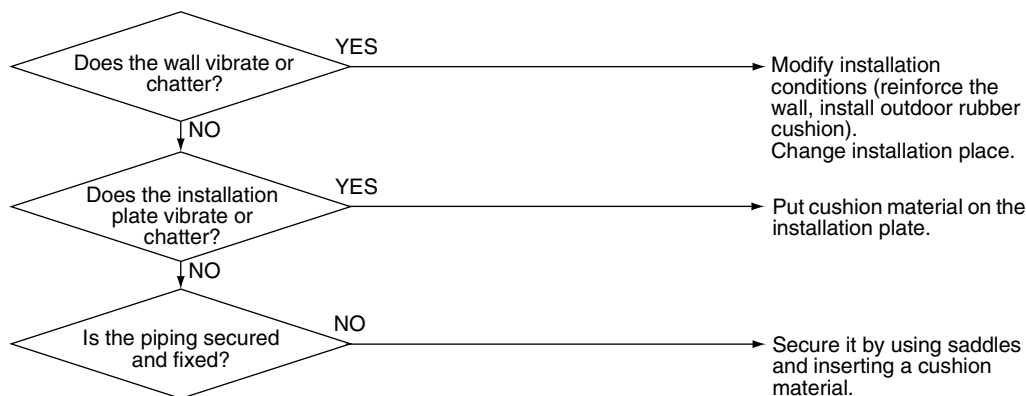 Does the wall vibrate or
chatter?
YES
Modify installation
conditions (reinforce the
wall, install outdoor rubber
cushion).
Change installation place.
NO
Does the installation
plate vibrate or
chatter?
YES
Put cushion material on the
installation plate.
NO
Is the piping secured
and fixed?
NO
Secure it by using saddles
and inserting a cushion
material.